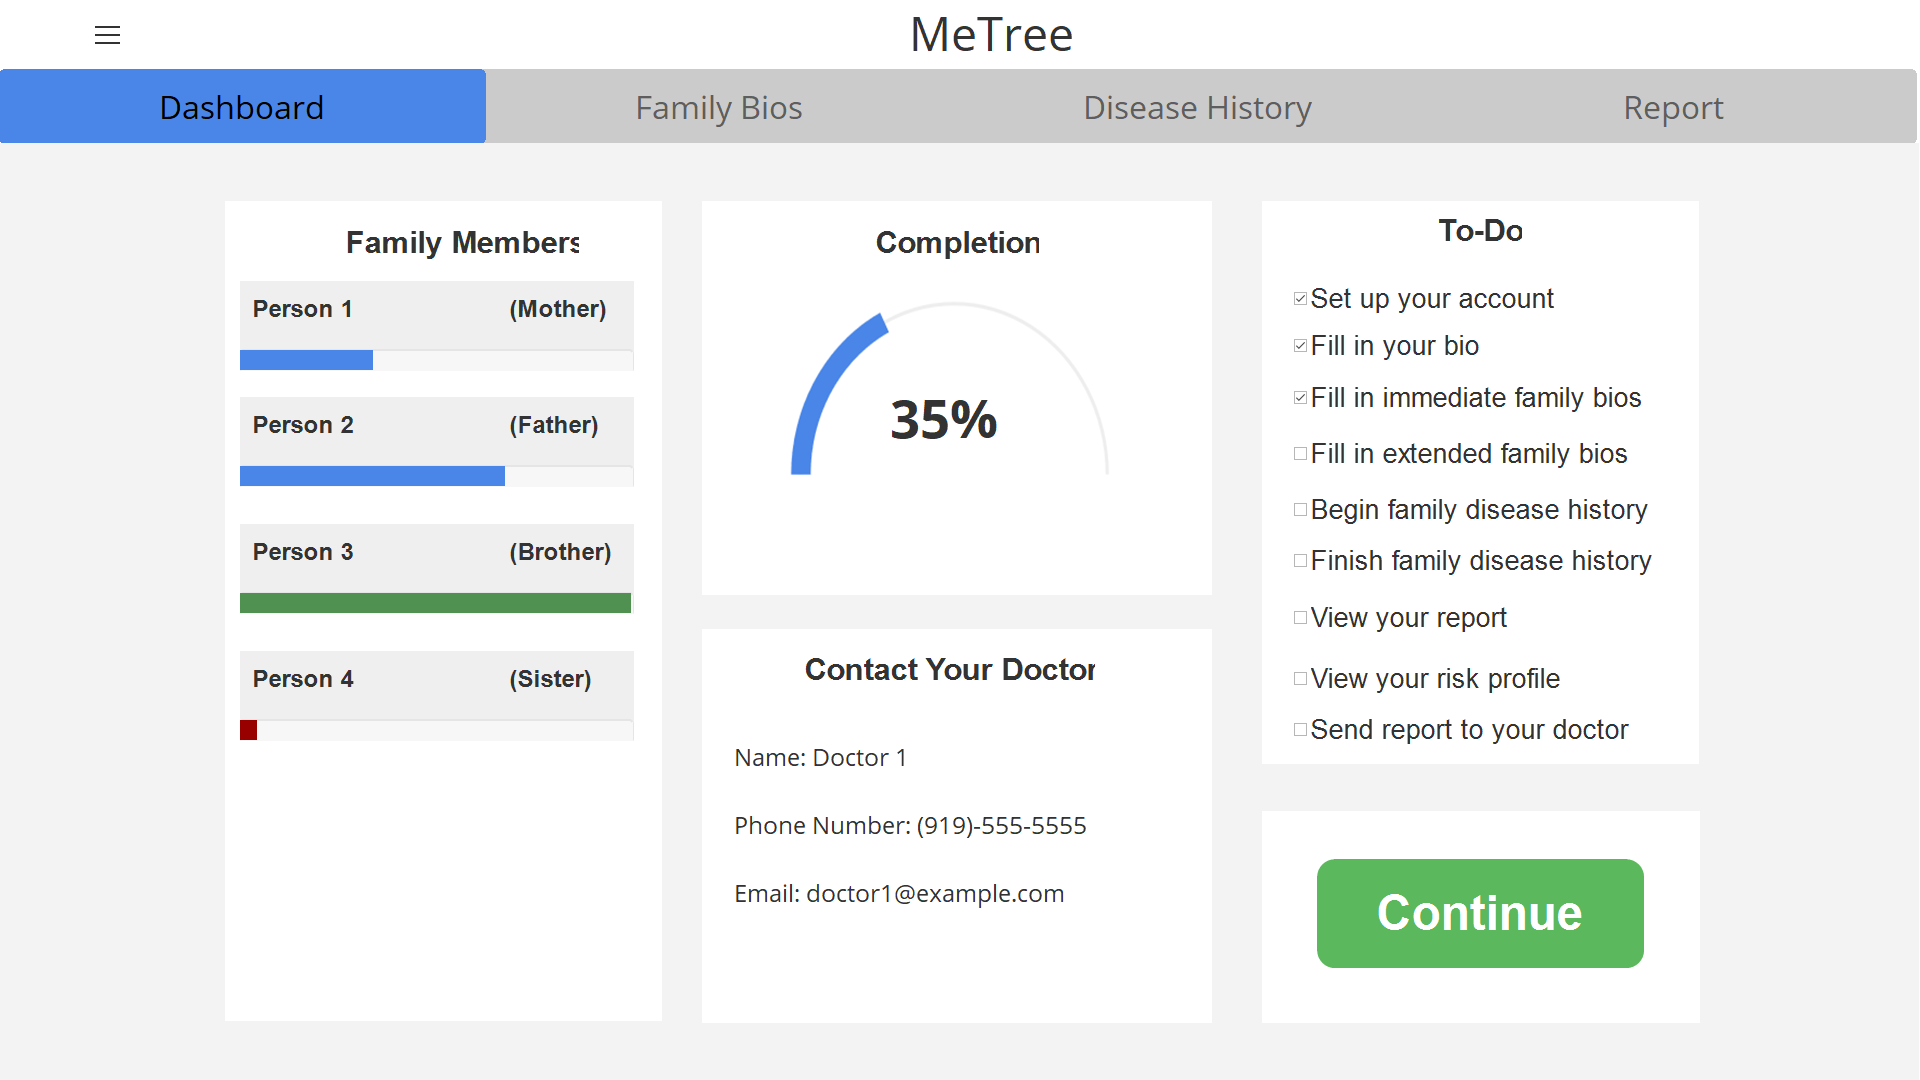 MeTree
Dashboard
Family Bios
Disease History
Report
Family Members
Person 1 (Mother)
Person 2 (Father)
Person 3 (Brother)
Person 4 (Sister)
Completion
35%
Contact Your Doctor
Name: Doctor 1
Phone Number: (919)-555-5555
Email: doctor1@example.com
To-Do
Set up your account
Fill in your bio
Fill in immediate family bios
Fill in extended family bios
Begin family disease history
Finish family disease history
View your report
View your risk profile
Send report to your doctor
Continue